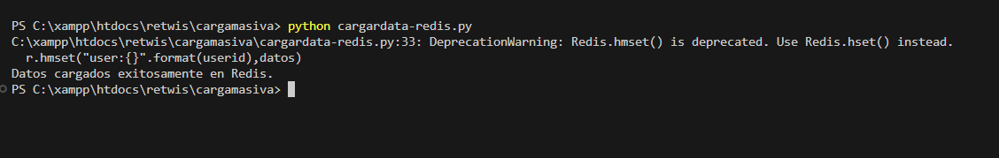 PS C:\xampp\htdocs\retwis\cargamasiva> python cargardata-redis.py
C:\xampp\htdocs\retwis\cargamasiva\cargardata-redis.py:33: DeprecationWarning: Redis.hmset() is deprecated. Use Redis.hset() instead.
  r.hmset("user:{}".format(userid),datos)
Datos cargados exitosamente en Redis.
PS C:\xampp\htdocs\retwis\cargamasiva>